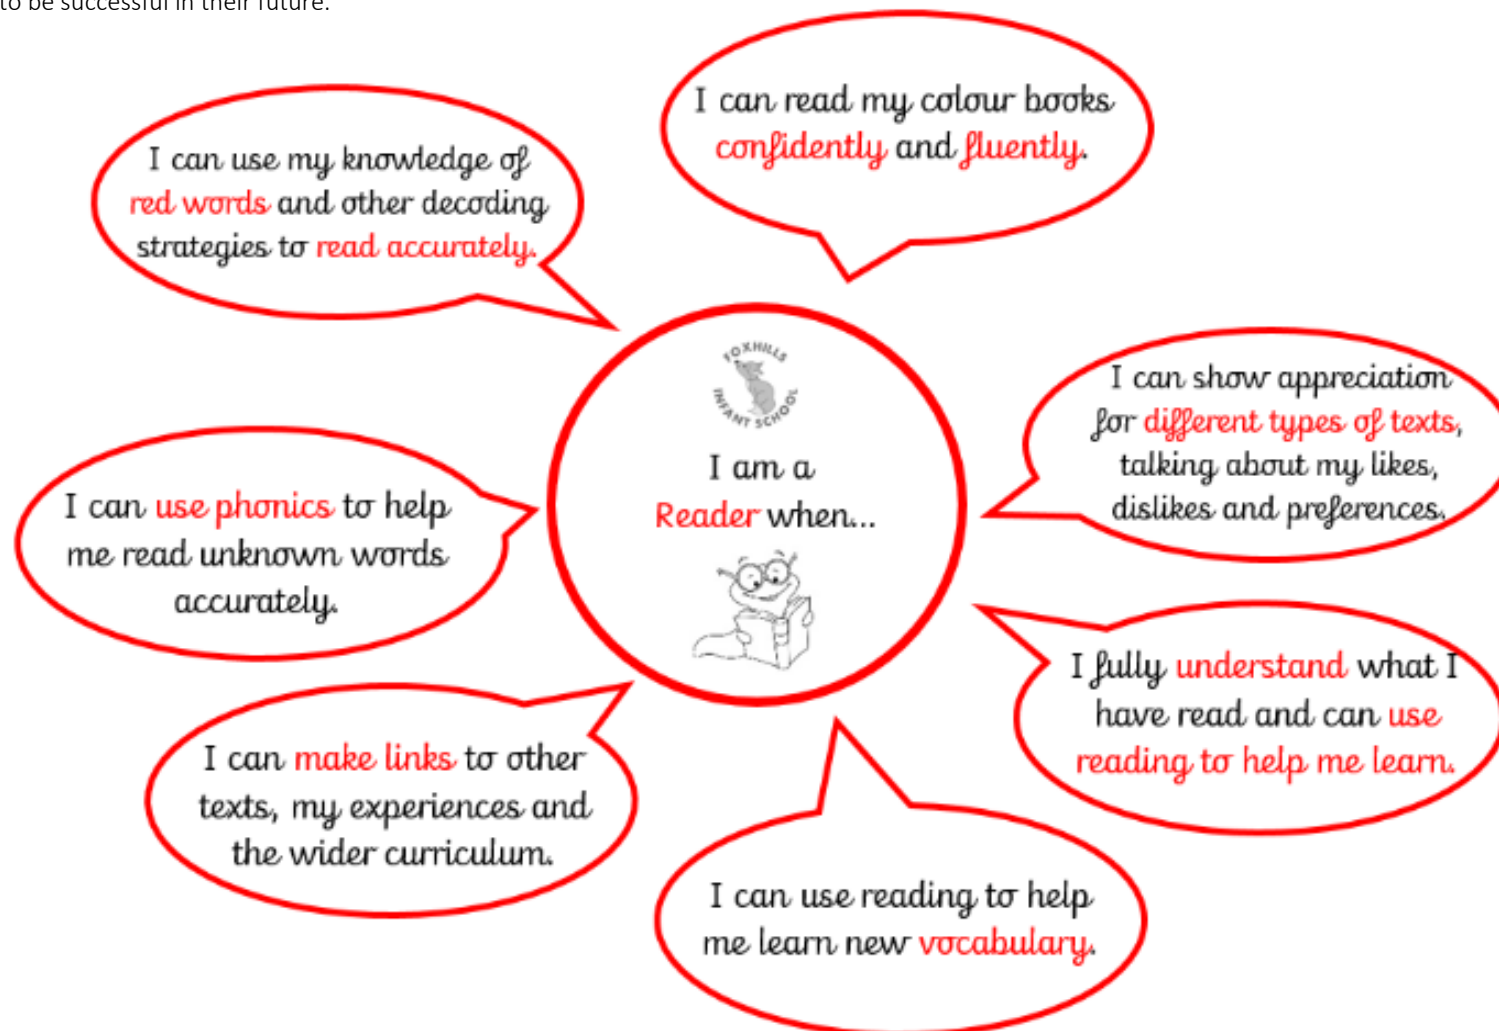 to be successful in their future.
I can read my colour books
confidently and fluently.
I can use my knowledge of
red words and other decoding
strategies to read accurately.
FOXHILLS
INFANT SCHOOL
I am a
Reader when...
I can show appreciation
for different types of texts,
talking about my likes,
dislikes and preferences.
I can use phonics to help
me read unknown words
accurately.
I fully understand what I
have read and can use
reading to help me learn.
I can make links to other
texts, my experiences and
the wider curriculum.
I can use reading to help
me learn new vocabulary.